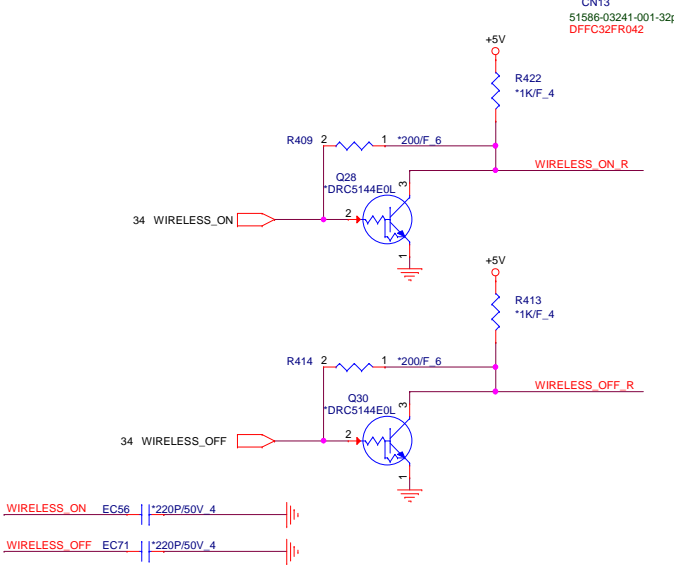 CN13
51586-03241-001-32p
DFFC32FR042
+5V
R422
*1K/F_4
R409 2 1 *200/F_6
WIRELESS_ON_R
Q28
*DRC5144E0L
3
2
34 WIRELESS_ON
1
+5V
R413
*1K/F_4
R414 2 1 *200/F_6
WIRELESS_OFF_R
Q30
*DRC5144E0L
3
2
34 WIRELESS_OFF
1
WIRELESS_ON EC56 *220P/50V_4
WIRELESS_OFF EC71 *220P/50V_4